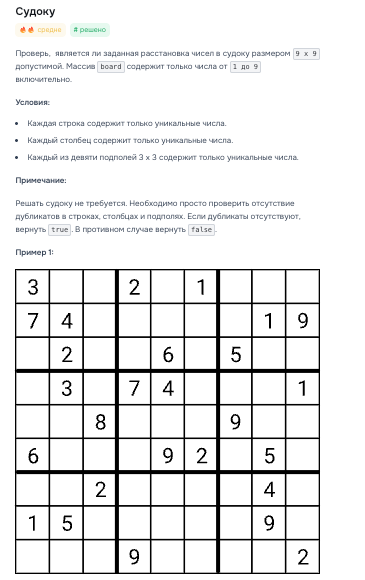 Судоку
средне # решено
Проверь, является ли заданная расстановка чисел в судоку размером 9 x 9
допустимой. Массив board содержит только числа от 1 до 9
включительно.
Условия:
• Каждая строка содержит только уникальные числа.
• Каждый столбец содержит только уникальные числа.
• Каждый из девяти подполей 3 x 3 содержит только уникальные числа.
Примечание:
Решать судоку не требуется. Необходимо просто проверить отсутствие
дубликатов в строках, столбцах и подполях. Если дубликаты отсутствуют,
вернуть true. В противном случае вернуть false.
Пример 1:
3 2 1
7 4 1 9
2 6 5
3 7 4 1
8 9
6 9 2 5
2 4
1 5 9
9 2